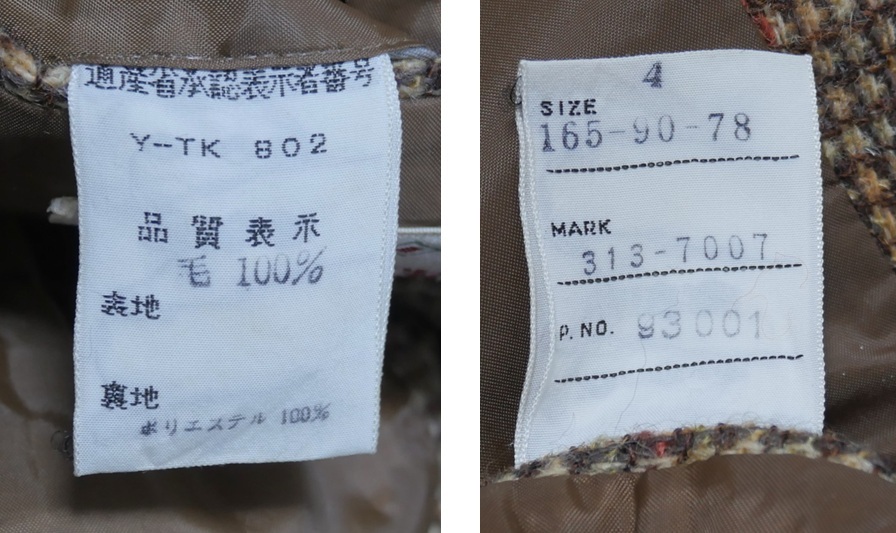 通産省承認表示者番号
Y-TK 802
品質表示
毛 100%
表地
裏地
ポリエステル 100%
4
SIZE
165-90-78
MARK
313-7007
P.NO. 93001